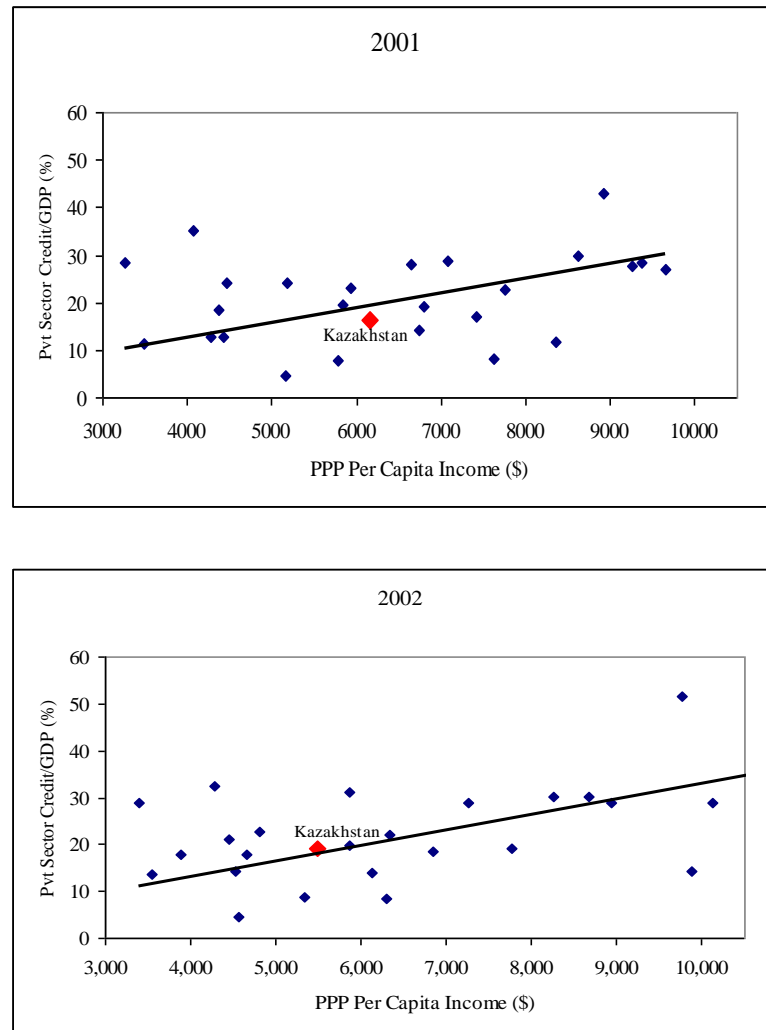 2001
60
50
40
30
20
10
0
Pvt Sector Credit/GDP (%)
Kazakhstan
3000 4000 5000 6000 7000 8000 9000 10000
PPP Per Capita Income ($)
2002
60
50
40
30
20
10
0
Pvt Sector Credit/GDP (%)
Kazakhstan
3,000 4,000 5,000 6,000 7,000 8,000 9,000 10,000
PPP Per Capita Income ($)